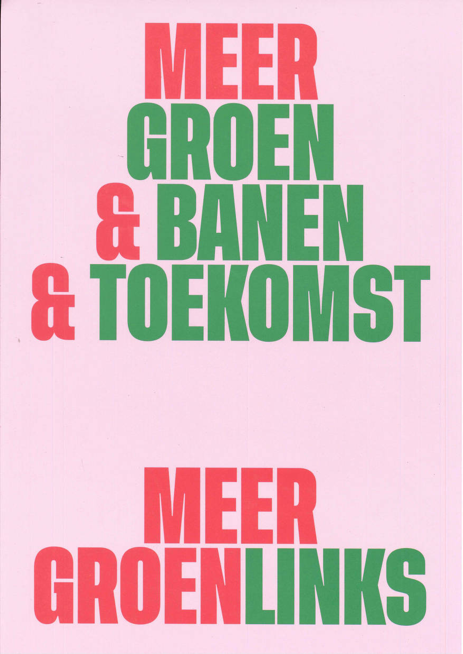 MEER
GROEN
& BANEN
& TOEKOMST
MEER
GROENLINKS